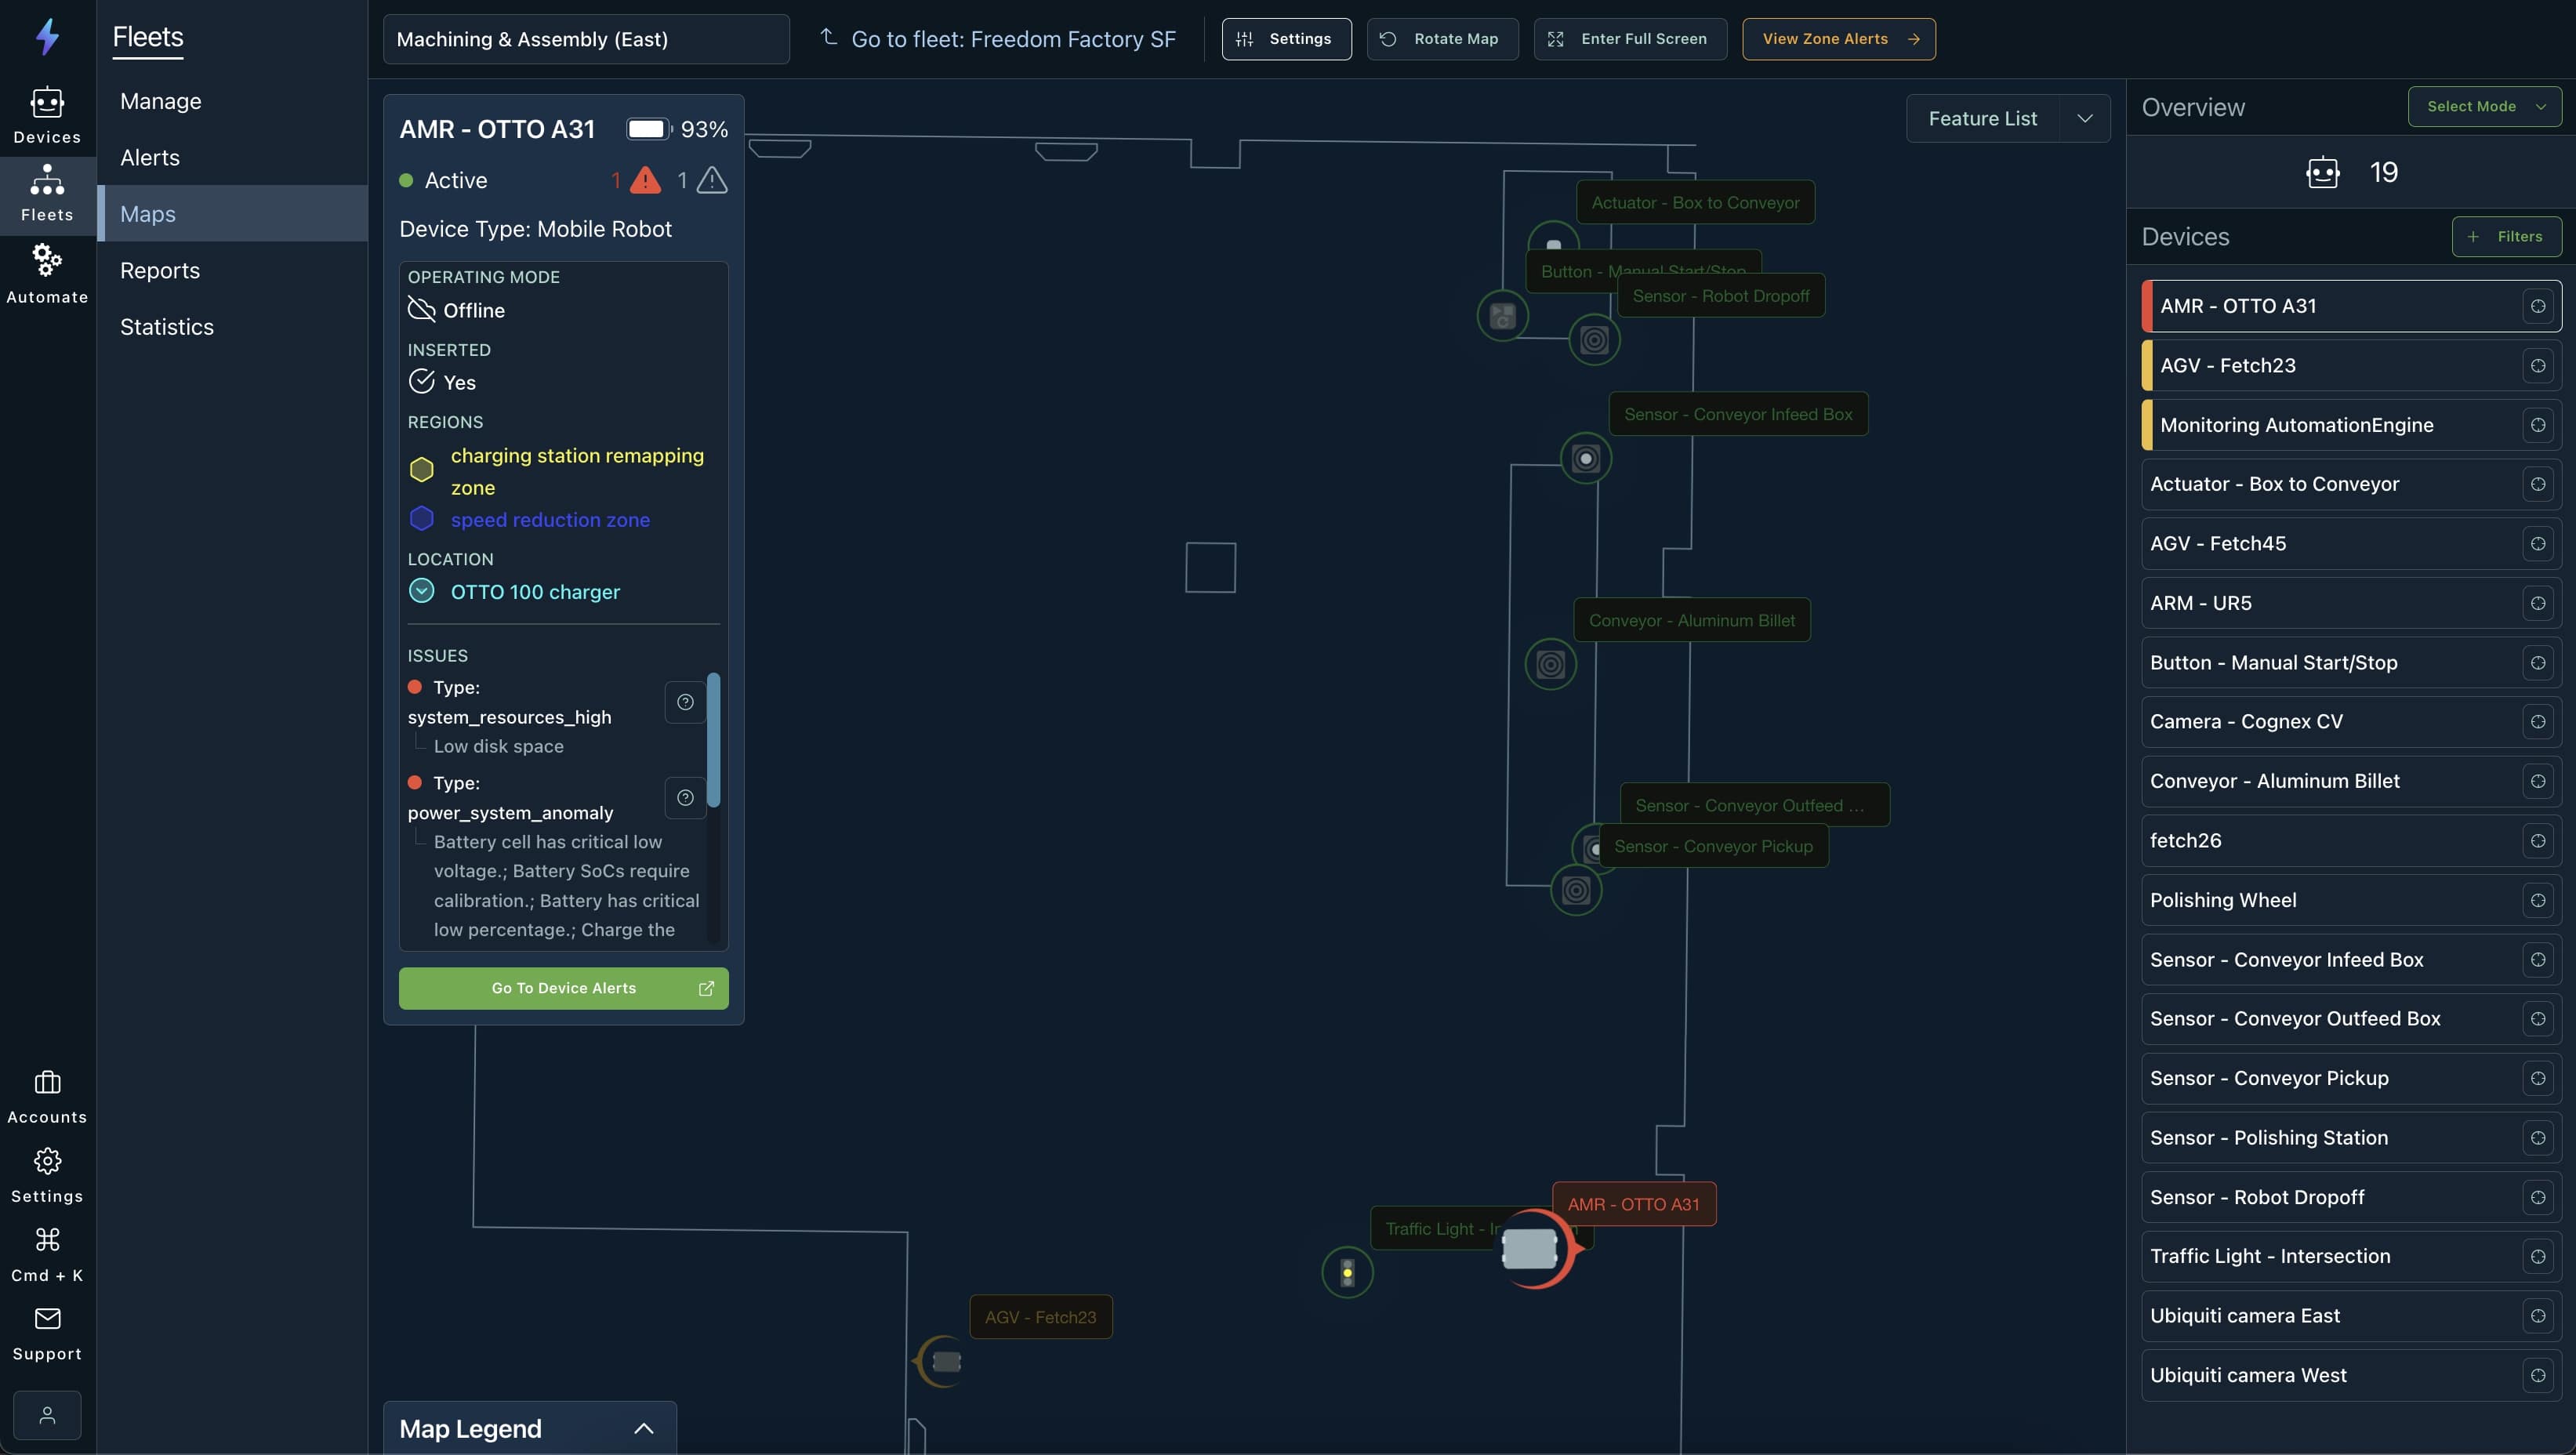 Devices
Fleets
Automate
Accounts
Settings
Cmd + K
Support
Fleets
Manage
Alerts
Maps
Reports
Statistics
Machining & Assembly (East)
Go to fleet: Freedom Factory SF
Settings
Rotate Map
Enter Full Screen
View Zone Alerts
AMR - OTTO A31
93%
Active
1
1
Device Type: Mobile Robot
OPERATING MODE
Offline
INSERTED
Yes
REGIONS
charging station remapping
zone
speed reduction zone
LOCATION
OTTO 100 charger
ISSUES
Type:
system_resources_high
Low disk space
Type:
power_system_anomaly
Battery cell has critical low
voltage.; Battery SoCs require
calibration.; Battery has critical
low percentage.; Charge the
Go To Device Alerts
Feature List
Actuator - Box to Conveyor
Button - Manual Start/Stop
Sensor - Robot Dropoff
Sensor - Conveyor Infeed Box
Conveyor - Aluminum Billet
Sensor - Conveyor Outfeed ...
Sensor - Conveyor Pickup
AMR - OTTO A31
Traffic Light -
AGV - Fetch23
Map Legend
Overview
Select Mode
19
Devices
+ Filters
AMR - OTTO A31
AGV - Fetch23
Monitoring AutomationEngine
Actuator - Box to Conveyor
AGV - Fetch45
ARM - UR5
Button - Manual Start/Stop
Camera - Cognex CV
Conveyor - Aluminum Billet
fetch26
Polishing Wheel
Sensor - Conveyor Infeed Box
Sensor - Conveyor Outfeed Box
Sensor - Conveyor Pickup
Sensor - Polishing Station
Sensor - Robot Dropoff
Traffic Light - Intersection
Ubiquiti camera East
Ubiquiti camera West